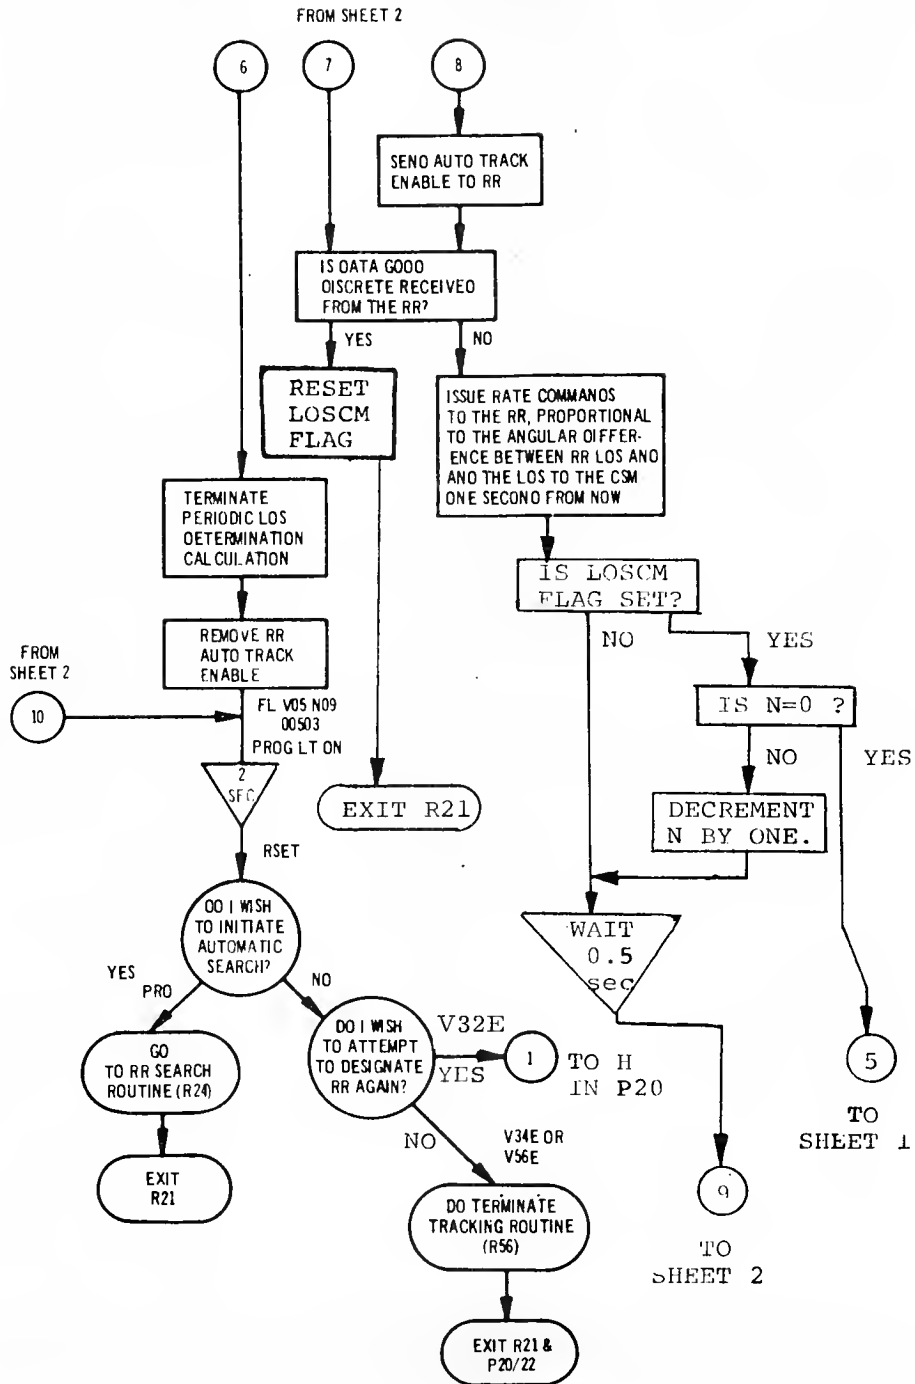 FROM SHEET 2
6
7
8
SENO AUTO TRACK
ENABLE TO RR
IS OATA GOOO
OISCRETE RECEIVED
FROM THE RR?
YES
NO
RESET
LOSCM
FLAG
ISSUE RATE COMMANOS
TO THE RR, PROPORTIONAL
TO THE ANGULAR OIFFER-
ENCE BETWEEN RR LOS ANO
ANO THE LOS TO THE CSM
ONE SECONO FROM NOW
TERMINATE
PERIODIC LOS
OETERMINATION
CALCULATION
IS LOSCM
FLAG SET?
NO
YES
REMOVE RR
AUTO TRACK
ENABLE
FROM
SHEET 2
10
FL V05 N09
00503
PROG LT ON
IS N=0 ?
NO
YES
2
SEC
EXIT R21
DECREMENT
N BY ONE.
RSET
OO I WISH
TO INITIATE
AUTOMATIC
SEARCH?
WAIT
0.5
sec
YES
PRO
NO
GO
TO RR SEARCH
ROUTINE (R24)
DO I WISH
TO ATTEMPT
TO DESIGNATE
RR AGAIN?
V32E
YES
1
TO H
IN P20
5
TO
SHEET 1
NO
V34E OR
V56E
EXIT
R21
9
TO
SHEET 2
DO TERMINATE
TRACKING ROUTINE
(R56)
EXIT R21 &
P20/22